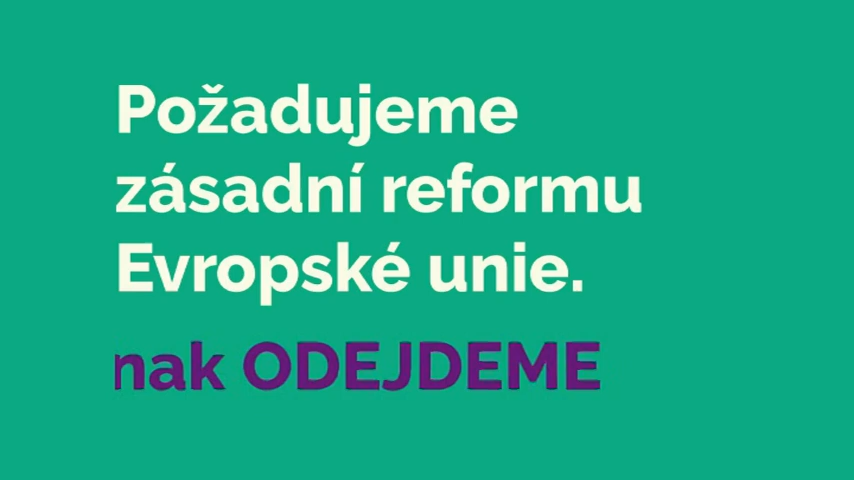 Požadujeme
zásadní reformu
Evropské unie.
nak ODEJDEME